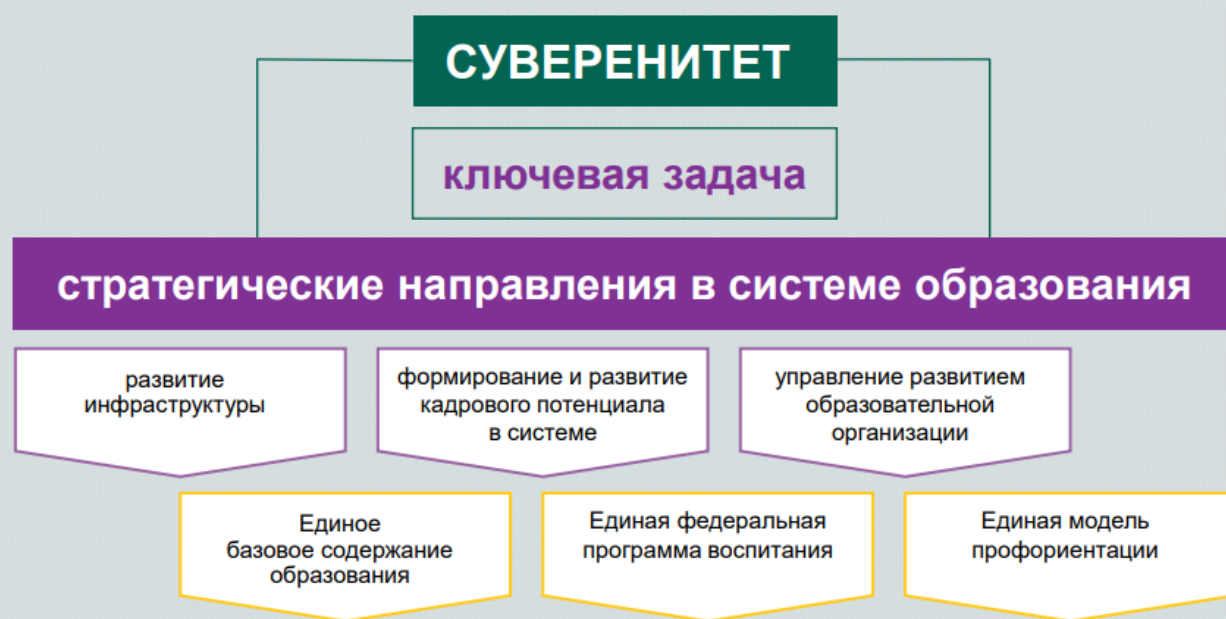 СУВЕРЕНИТЕТ
ключевая задача
стратегические направления в системе образования
развитие
инфраструктуры
формирование и развитие
кадрового потенциала
в системе
управление развитием
образовательной
организации
Единое
базовое содержание
образования
Единая федеральная
программа воспитания
Единая модель
профориентации